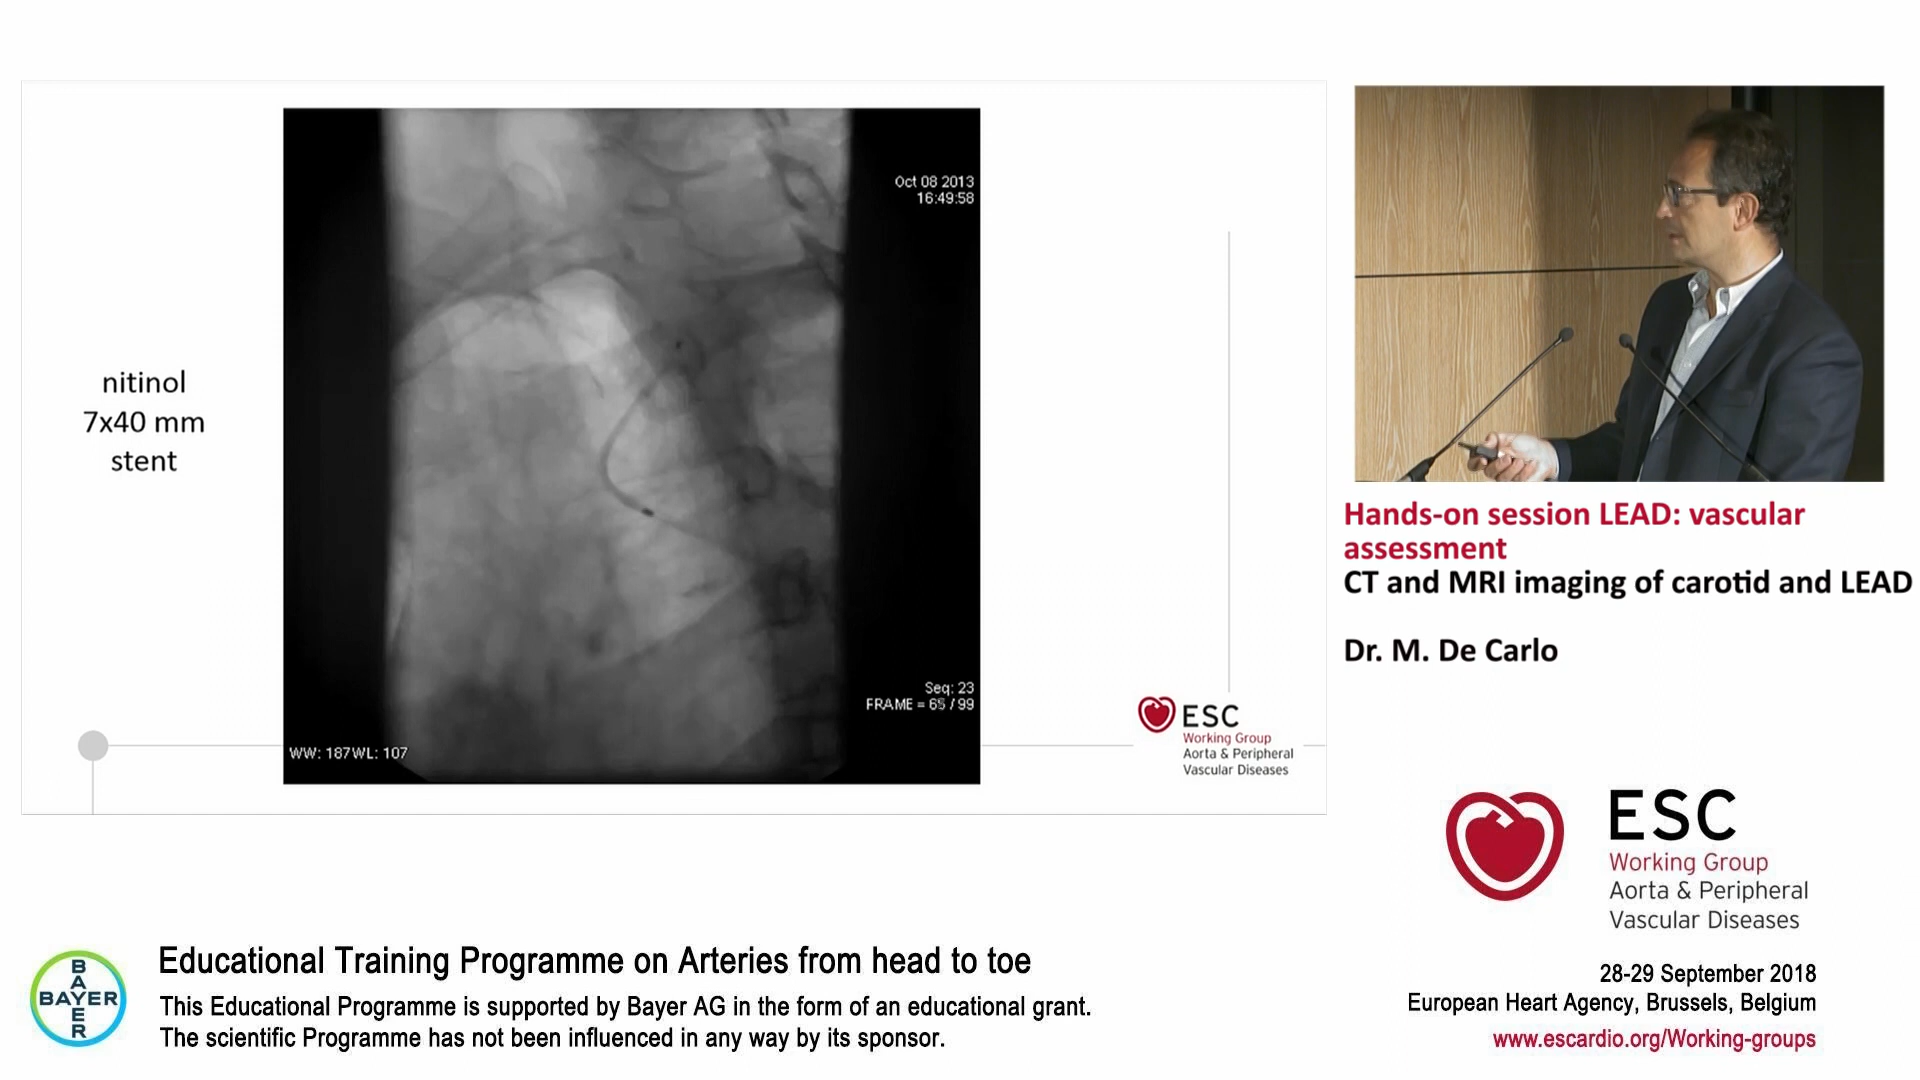 Oct 08 2013
16:49:58
nitinol
7x40 mm
stent
Seq: 23
FRAME = 65 / 99
WW: 187WL: 107
ESC
Working Group
Aorta & Peripheral
Vascular Diseases
Hands-on session LEAD: vascular
assessment
CT and MRI imaging of carotid and LEAD
Dr. M. De Carlo
ESC
Working Group
Aorta & Peripheral
Vascular Diseases
28-29 September 2018
European Heart Agency, Brussels, Belgium
www.escardio.org/Working-groups
BAYER
BAYER
Educational Training Programme on Arteries from head to toe
This Educational Programme is supported by Bayer AG in the form of an educational grant.
The scientific Programme has not been influenced in any way by its sponsor.